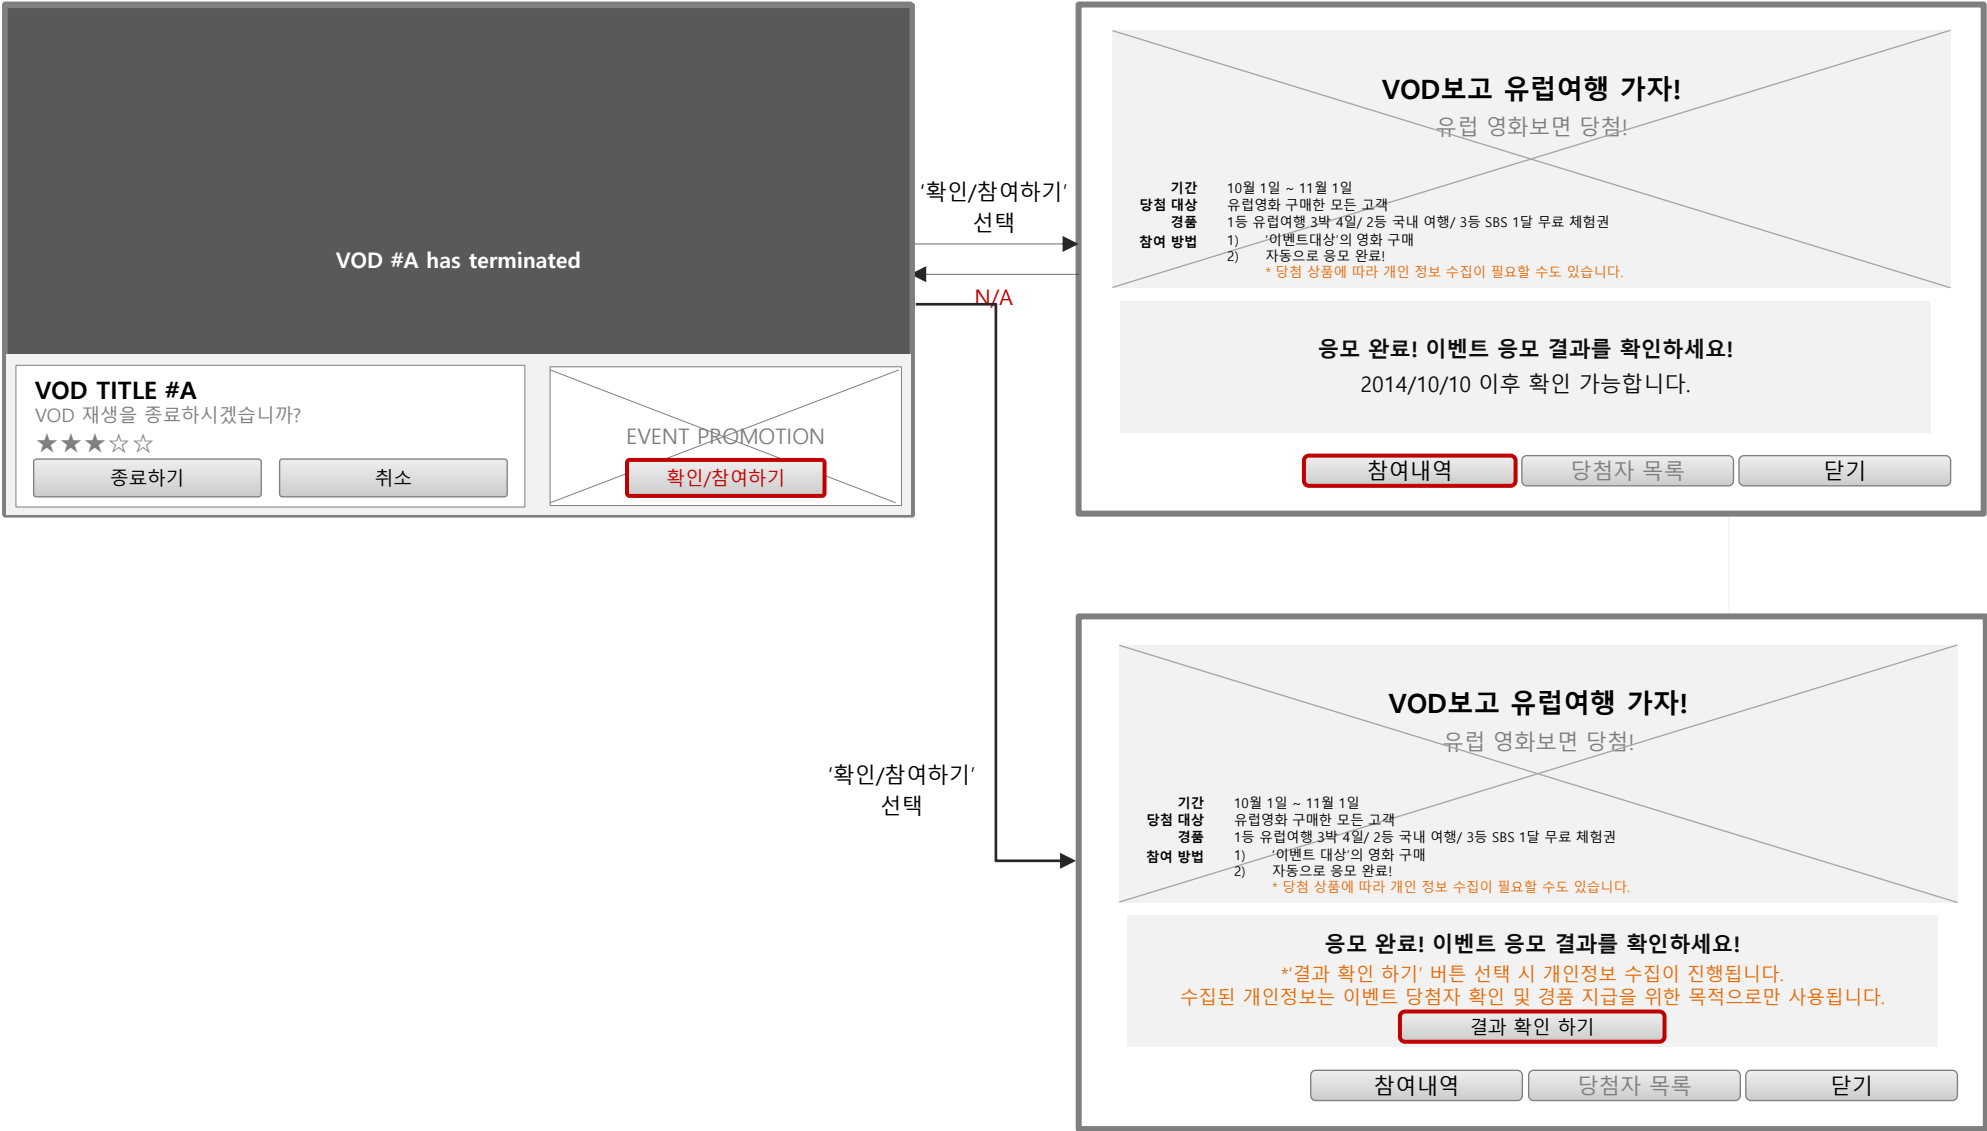 VOD #A has terminated
VOD TITLE #A
VOD 재생을 종료하시겠습니까?
★★★☆☆
종료하기
취소
EVENT PROMOTION
확인/참여하기
‘확인/참여하기’
선택
N/A
VOD보고 유럽여행 가자!
유럽 영화보면 당첨!
기간 10월 1일 ~ 11월 1일
당첨 대상 유럽영화 구매한 모든 고객
경품 1등 유럽여행 3박 4일/ 2등 국내 여행/ 3등 SBS 1달 무료 체험권
참여 방법 1) ‘이벤트대상’의 영화 구매
2) 자동으로 응모 완료!
* 당첨 상품에 따라 개인 정보 수집이 필요할 수도 있습니다.
응모 완료! 이벤트 응모 결과를 확인하세요!
2014/10/10 이후 확인 가능합니다.
참여내역
당첨자 목록
닫기
‘확인/참여하기’
선택
VOD보고 유럽여행 가자!
유럽 영화보면 당첨!
기간 10월 1일 ~ 11월 1일
당첨 대상 유럽영화 구매한 모든 고객
경품 1등 유럽여행 3박 4일/ 2등 국내 여행/ 3등 SBS 1달 무료 체험권
참여 방법 1) ‘이벤트 대상’의 영화 구매
2) 자동으로 응모 완료!
* 당첨 상품에 따라 개인 정보 수집이 필요할 수도 있습니다.
응모 완료! 이벤트 응모 결과를 확인하세요!
*‘결과 확인 하기’ 버튼 선택 시 개인정보 수집이 진행됩니다.
수집된 개인정보는 이벤트 당첨자 확인 및 경품 지급을 위한 목적으로만 사용됩니다.
결과 확인 하기
참여내역
당첨자 목록
닫기